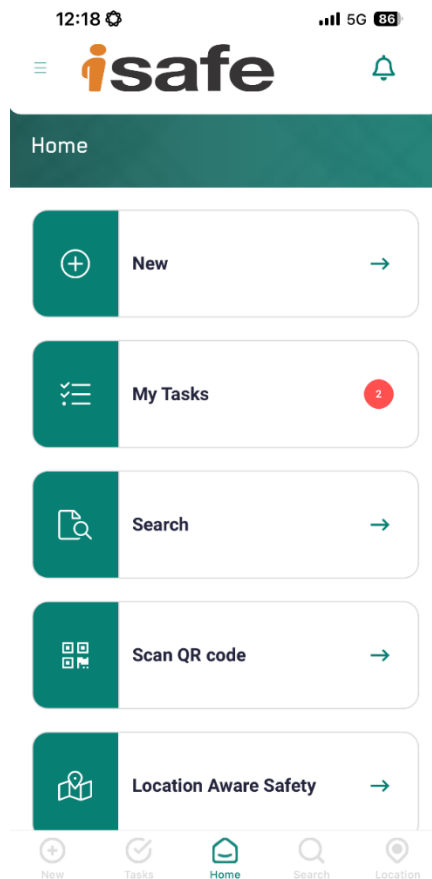 12:18 5G 86
isafe
Home
New
My Tasks 2
Search
Scan QR code
Location Aware Safety
New Tasks Home Search Location